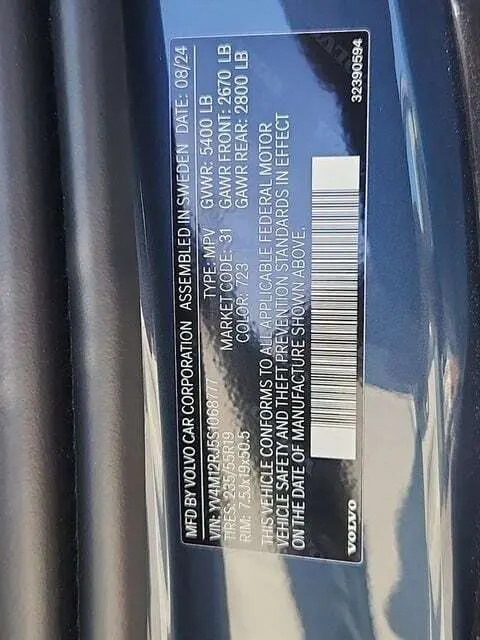 MFD BY VOLVO CAR CORPORATION ASSEMBLED IN SWEDEN DATE: 08/24
VIN: YV4M12RJ5S1068777 TYPE: MPV GVWR: 5400 LB
TIRES: 235/55R19 MARKET CODE: 31 GAWR FRONT: 2670 LB
RIM: 7.5Jx19x50.5 COLOR: 723 GAWR REAR: 2800 LB
THIS VEHICLE CONFORMS TO ALL APPLICABLE FEDERAL MOTOR
VEHICLE SAFETY AND THEFT PREVENTION STANDARDS IN EFFECT
ON THE DATE OF MANUFACTURE SHOWN ABOVE.
VOLVO 32390594